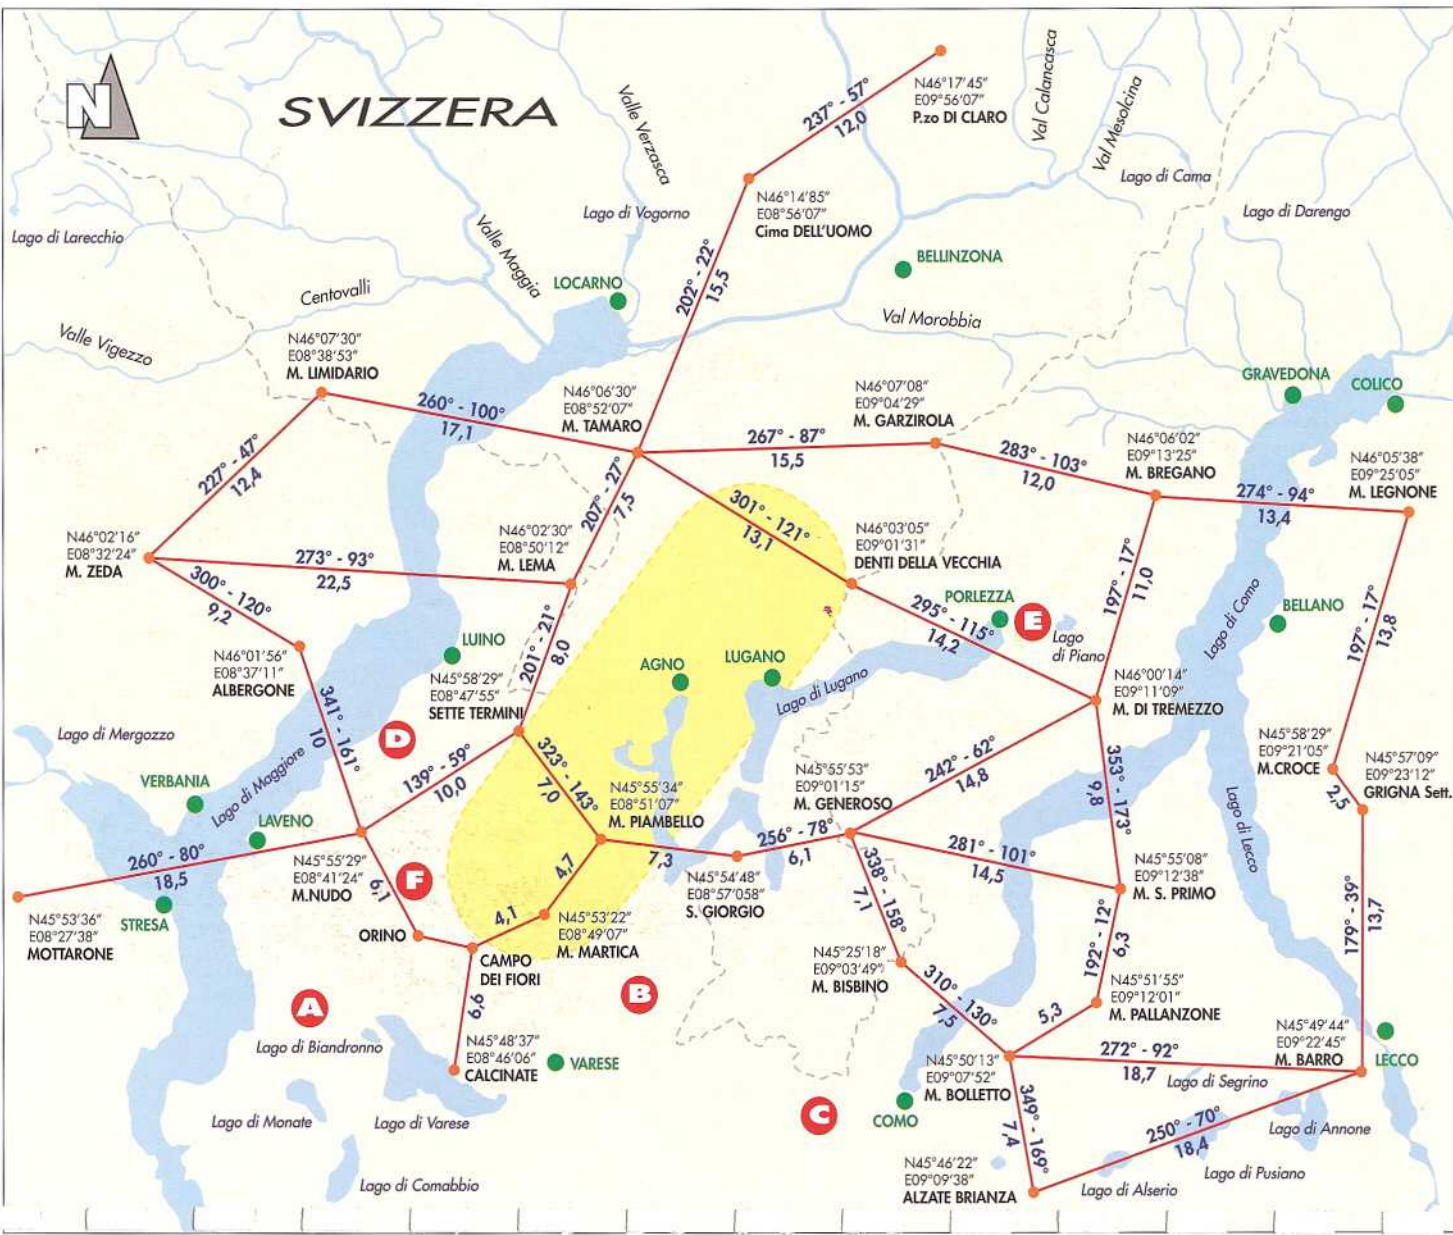 N
SVIZZERA
Valle Verzasca
Val Calancasca
Val Mesolcina
237° - 57°
12,0
N46°17'45"
E09°56'07"
P.zo DI CLARO
Lago di Cama
Lago di Larecchio
Valle Maggia
Lago di Vogorno
N46°14'85"
E08°56'07"
Cima DELL'UOMO
Lago di Darengo
BELLINZONA
LOCARNO
202° - 22°
15,5
Centovalli
Valle Vigezzo
Val Morobbia
N46°07'30"
E08°38'53"
M. LIMIDARIO
260° - 100°
17,1
N46°06'30"
E08°52'07"
M. TAMARO
N46°07'08"
E09°04'29"
M. GARZIROLA
GRAVEDONA
COLICO
227° - 47°
12,4
267° - 87°
15,5
283° - 103°
12,0
N46°06'02"
E09°13'25"
M. BREGANO
N46°05'38"
E09°25'05"
M. LEGNONE
274° - 94°
13,4
207° - 27°
7,5
301° - 121°
13,1
N46°02'16"
E08°32'24"
M. ZEDA
273° - 93°
22,5
N46°02'30"
E08°50'12"
M. LEMA
N46°03'05"
E09°01'31"
DENTI DELLA VECCHIA
197° - 17°
11,0
300° - 120°
9,2
PORLEZZA
E
Lago
di Piano
295° - 115°
14,2
Lago di Como
BELLANO
197° - 17°
13,8
N46°01'56"
E08°37'11"
ALBERGONE
LUINO
201° - 21°
8,0
AGNO
LUGANO
Lago di Lugano
N45°58'29"
E08°47'55"
SETTE TERMINI
N46°00'14"
E09°11'09"
M. DI TREMEZZO
341° - 161°
10
D
Lago di Mergozzo
VERBANIA
Lago Maggiore
LAVENO
139° - 59°
10,0
323° - 143°
7,0
N45°55'34"
E08°51'07"
M. PIAMBELLO
N45°55'53"
E09°01'15"
M. GENEROSO
242° - 62°
14,8
353° - 173°
9,8
N45°58'29"
E09°21'05"
M.CROCE
N45°57'09"
E09°23'12"
GRIGNA Sett.
2,5
Lago di Lecco
260° - 80°
18,5
N45°55'29"
E08°41'24"
M.NUDO
6,1
F
4,7
7,3
256° - 78°
6,1
281° - 101°
14,5
N45°55'08"
E09°12'38"
M. S. PRIMO
N45°53'36"
E08°27'38"
MOTTARONE
STRESA
ORINO
4,1
N45°53'22"
E08°49'07"
M. MARTICA
N45°54'48"
E08°57'058"
S. GIORGIO
338° - 158°
7,1
192° - 12°
6,3
179° - 39°
13,7
CAMPO
DEI FIORI
N45°25'18"
E09°03'49"
M. BISBINO
A
B
6,6
310° - 130°
7,5
5,3
N45°51'55"
E09°12'01"
M. PALLANZONE
Lago di Biandronno
N45°48'37"
E08°46'06"
CALCINATE
VARESE
N45°50'13"
E09°07'52"
M. BOLLETTO
272° - 92°
18,7
N45°49'44"
E09°22'45"
M. BARRO
LECCO
Lago di Segrino
Lago di Monate
Lago di Varese
C
COMO
349° - 169°
7,4
250° - 70°
18,4
Lago di Annone
Lago di Comabbio
N45°46'22"
E09°09'38"
ALZATE BRIANZA
Lago di Alserio
Lago di Pusiano